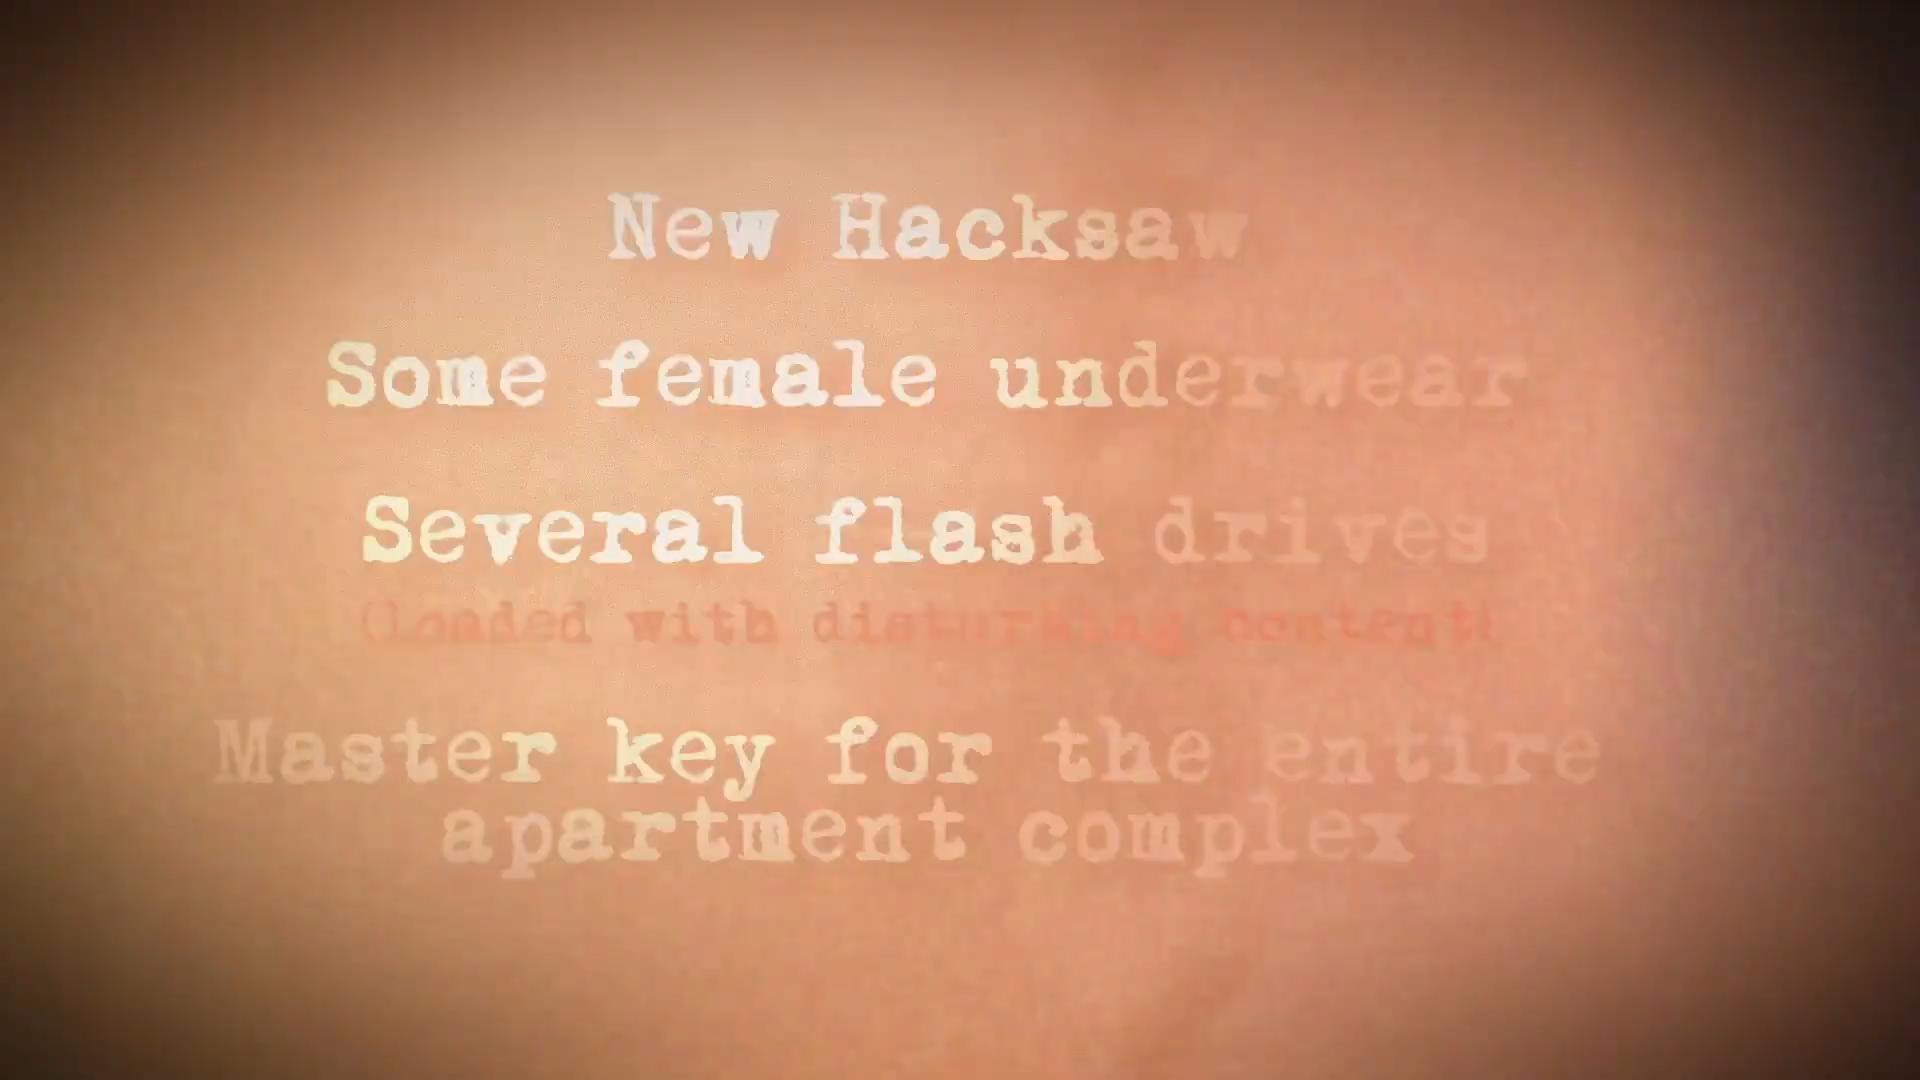 New Hacksaw
Some female underwear
Several flash drives
(loaded with disturbing content)
Master key for the entire
apartment complex